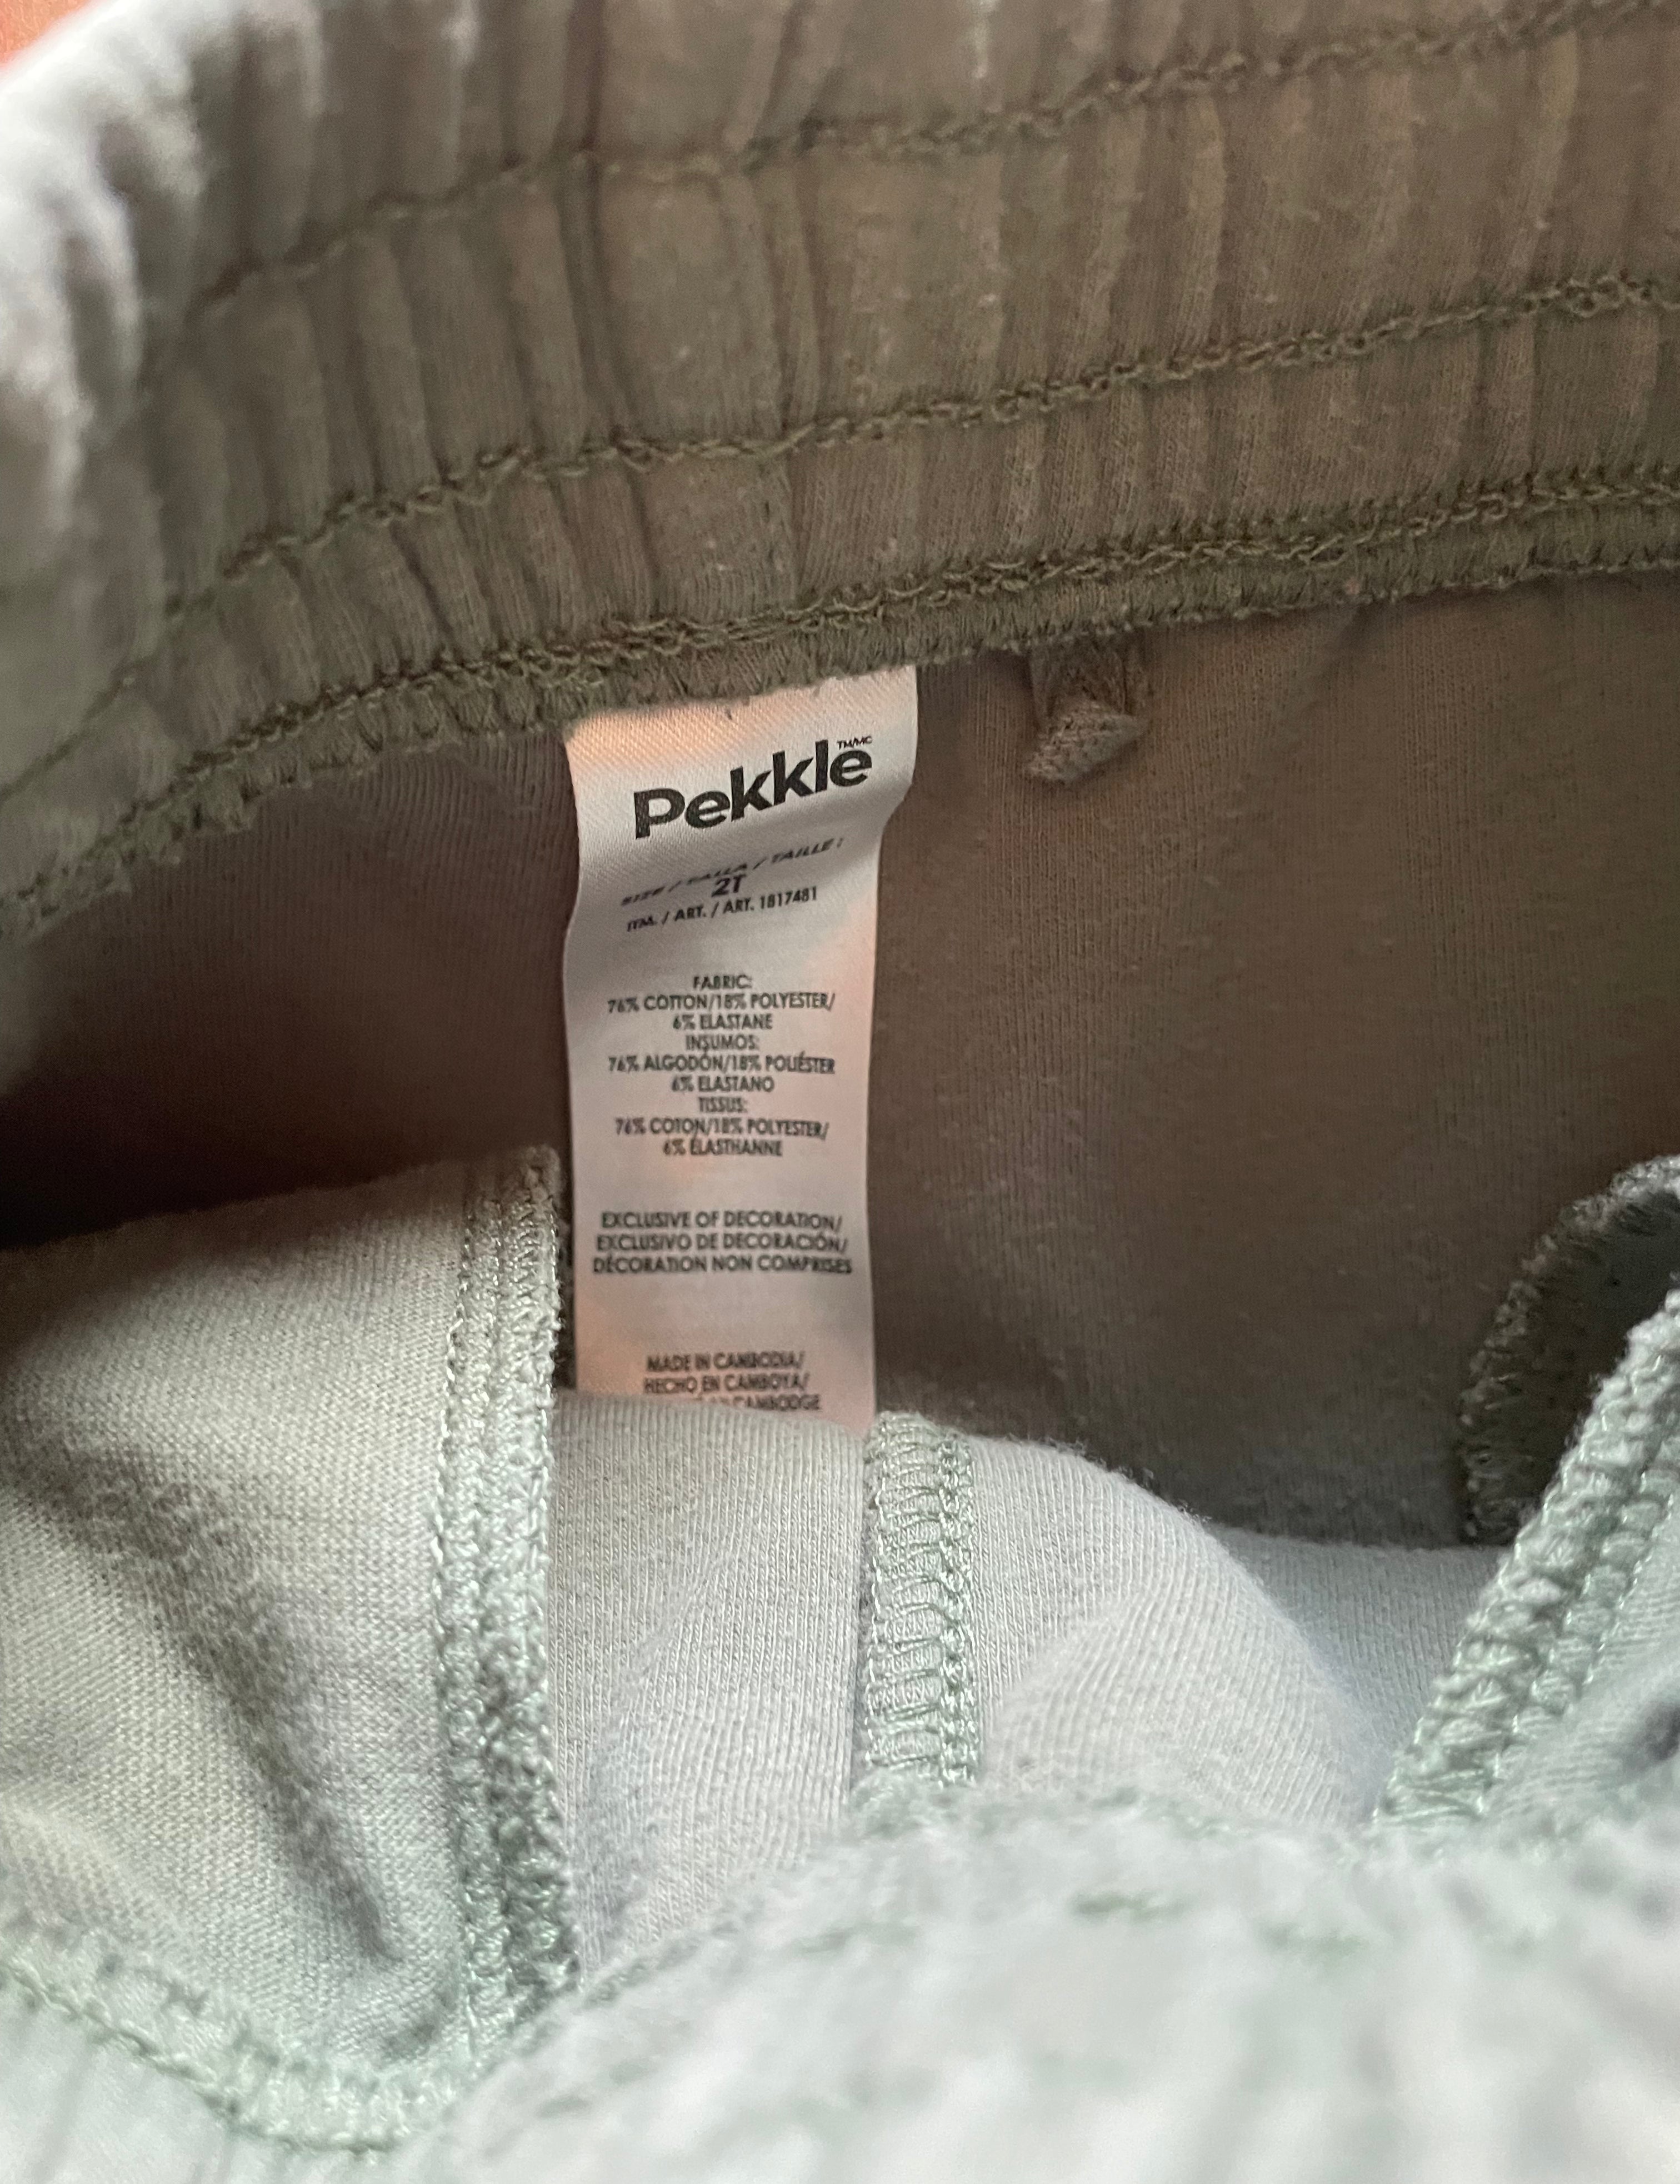 Pekkle TM/MC
SIZE / TALLA / TAILLE :
2T
ITM. / ART. / ART. 1817481
FABRIC:
76% COTTON/18% POLYESTER/
6% ELASTANE
INSUMOS:
76% ALGODÓN/18% POLIÉSTER
6% ELASTANO
TISSUS:
76% COTON/18% POLYESTER/
6% ÉLASTHANNE
EXCLUSIVE OF DECORATION/
EXCLUSIVO DE DECORACIÓN/
DÉCORATION NON COMPRISES
MADE IN CAMBODIA/
HECHO EN CAMBOYA/
CAMBODGE